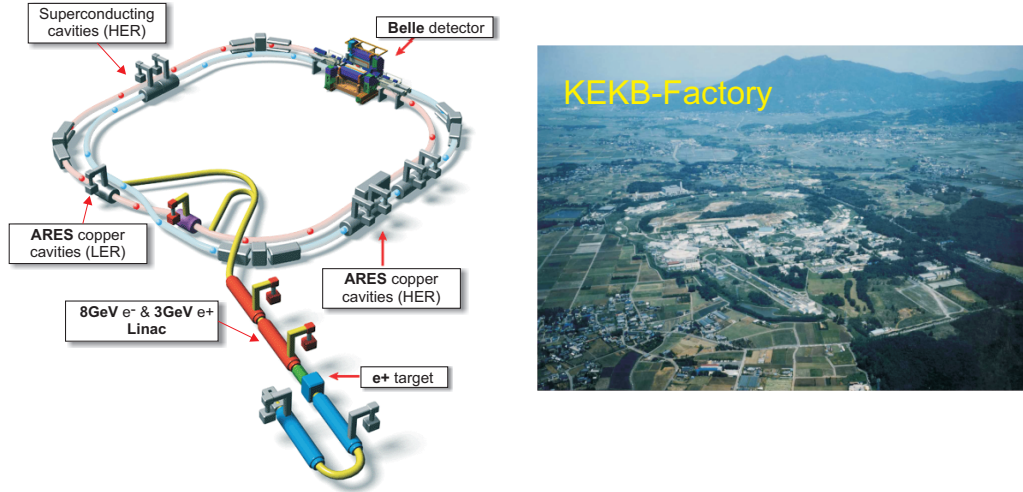 Superconducting
cavities (HER)
Belle detector
KEKB-Factory
ARES copper
cavities (LER)
ARES copper
cavities (HER)
8GeV e⁻ & 3GeV e+
Linac
e+ target